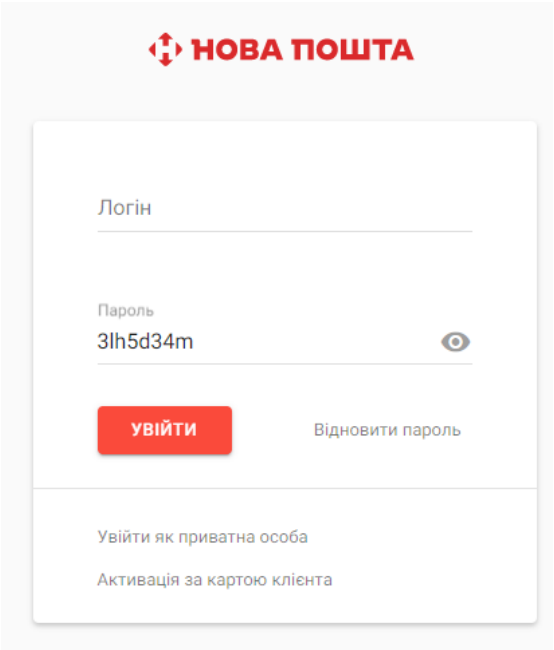 НОВА ПОШТА
Логін
Пароль
3lh5d34m
УВІЙТИ
Відновити пароль
Увійти як приватна особа
Активація за картою клієнта